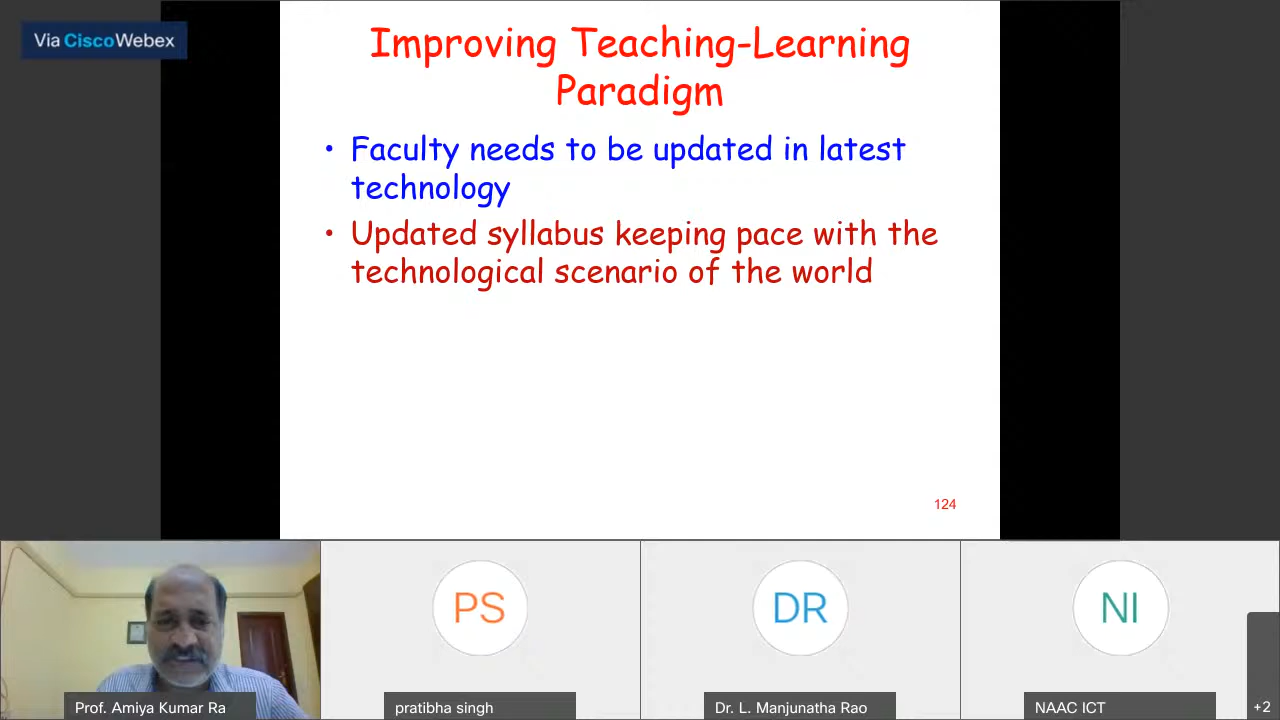 Via Cisco Webex
Improving Teaching-Learning
Paradigm
• Faculty needs to be updated in latest
technology
• Updated syllabus keeping pace with the
technological scenario of the world
124
PS
DR
NI
Prof. Amiya Kumar Ra
pratibha singh
Dr. L. Manjunatha Rao
NAAC ICT
+2